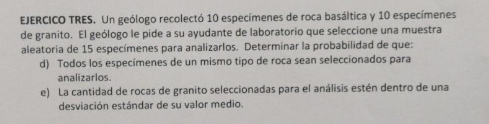 EJERCICO TRES. Un geólogo recolectó 10 especímenes de roca basáltica y 10 especímenes
de granito. El geólogo le pide a su ayudante de laboratorio que seleccione una muestra
aleatoria de 15 especímenes para analizarlos. Determinar la probabilidad de que:
d) Todos los especímenes de un mismo tipo de roca sean seleccionados para
analizarlos.
e) La cantidad de rocas de granito seleccionadas para el análisis estén dentro de una
desviación estándar de su valor medio.